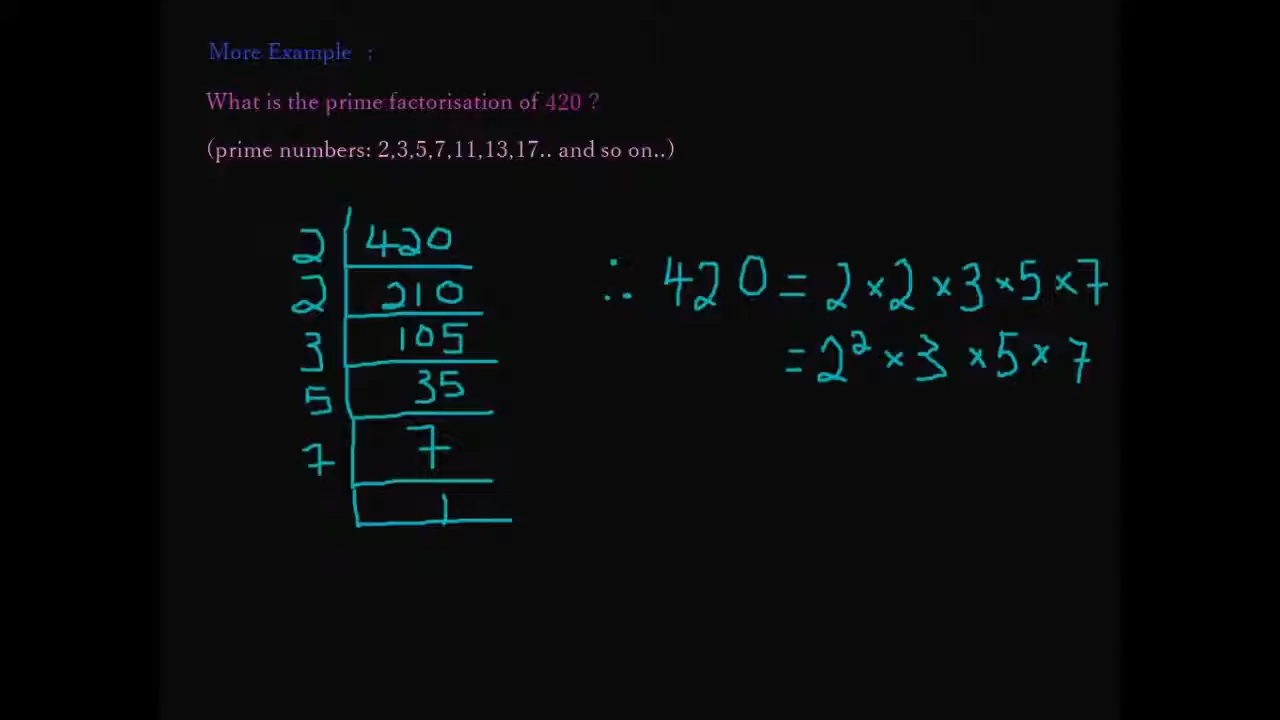 More Example :
What is the prime factorisation of 420 ?
(prime numbers: 2,3,5,7,11,13,17.. and so on..)
2 | 420
2 | 210
3 | 105
5 | 35
7 | 7
1
∴ 420 = 2 × 2 × 3 × 5 × 7
= 2² × 3 × 5 × 7